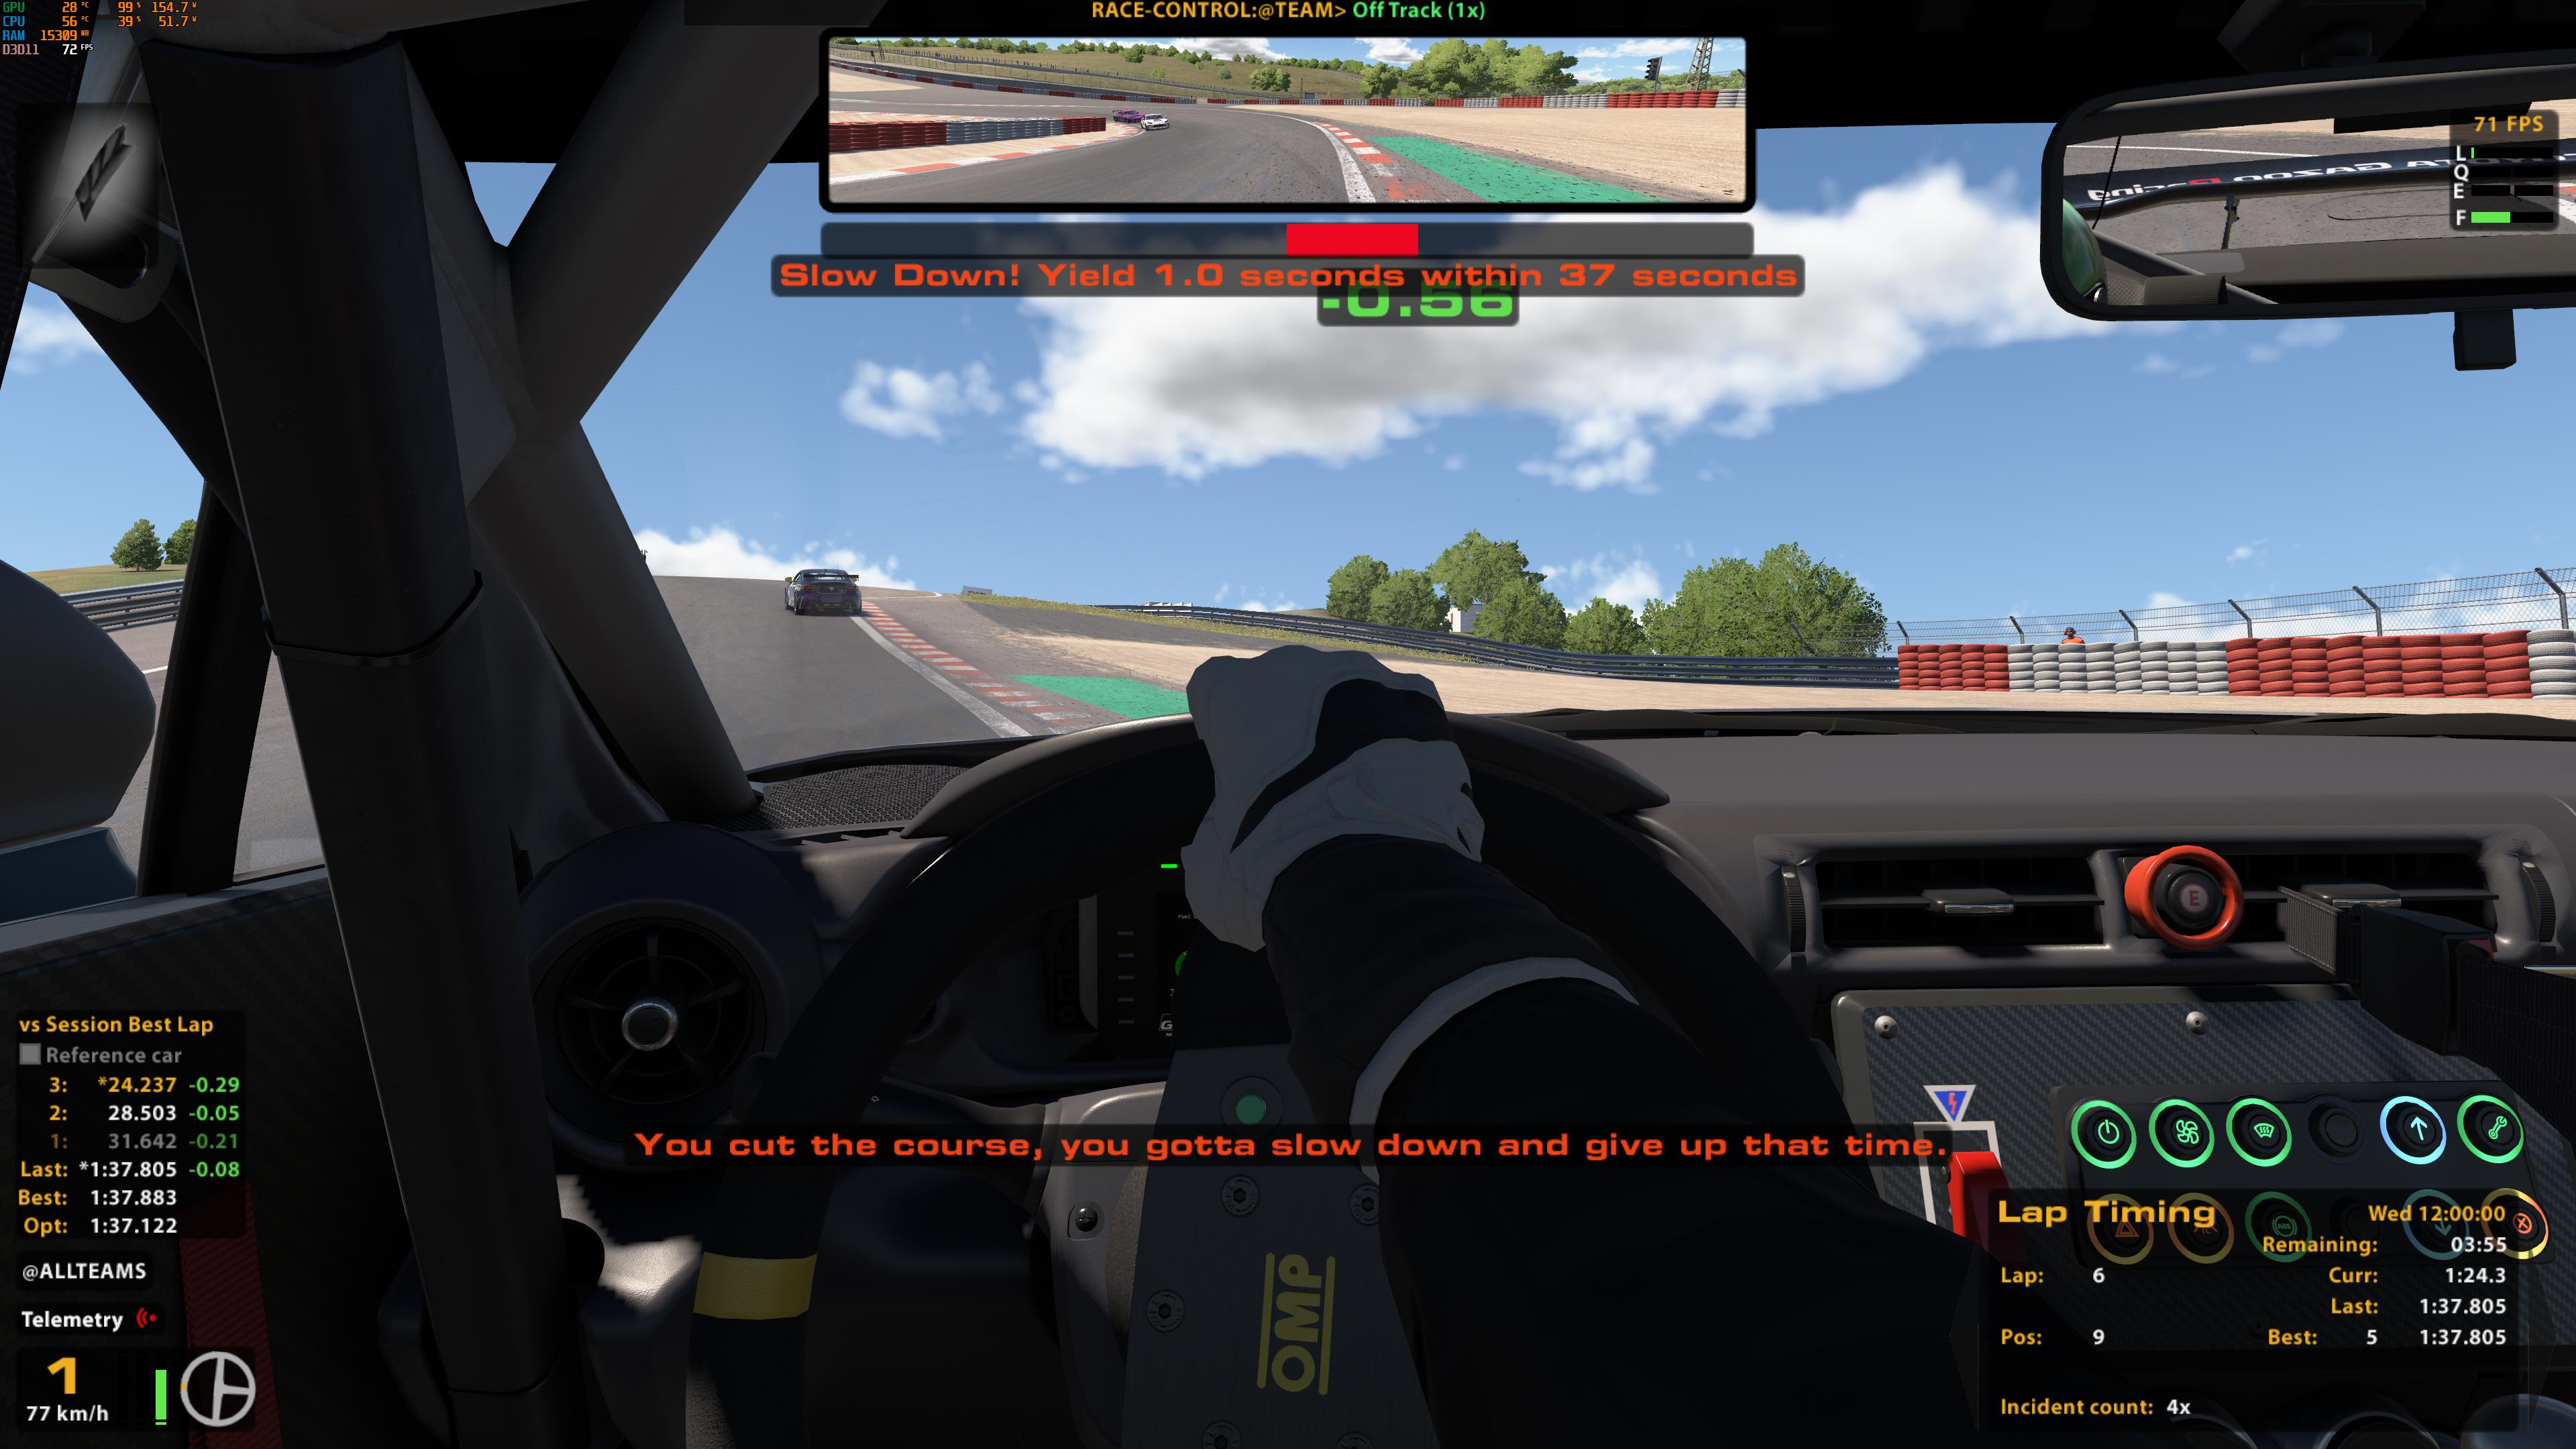 GPU 28 °C 99 % 154.7 W
CPU 56 °C 39 % 51.7 W
RAM 15309 MB
D3D11 72 FPS
RACE-CONTROL:@TEAM> Off Track (1x)
71 FPS
L
Q
E
F
Slow Down! Yield 1.0 seconds within 37 seconds
-0.56
E
vs Session Best Lap
Reference car
3: *24.237 -0.29
2: 28.503 -0.05
1: 31.642 -0.21
Last: *1:37.805 -0.08
Best: 1:37.883
Opt: 1:37.122
@ALLTEAMS
Telemetry
1
77 km/h
You cut the course, you gotta slow down and give up that time.
OMP
Lap Timing Wed 12:00:00
Remaining: 03:55
Lap: 6 Curr: 1:24.3
Last: 1:37.805
Pos: 9 Best: 5 1:37.805
Incident count: 4x